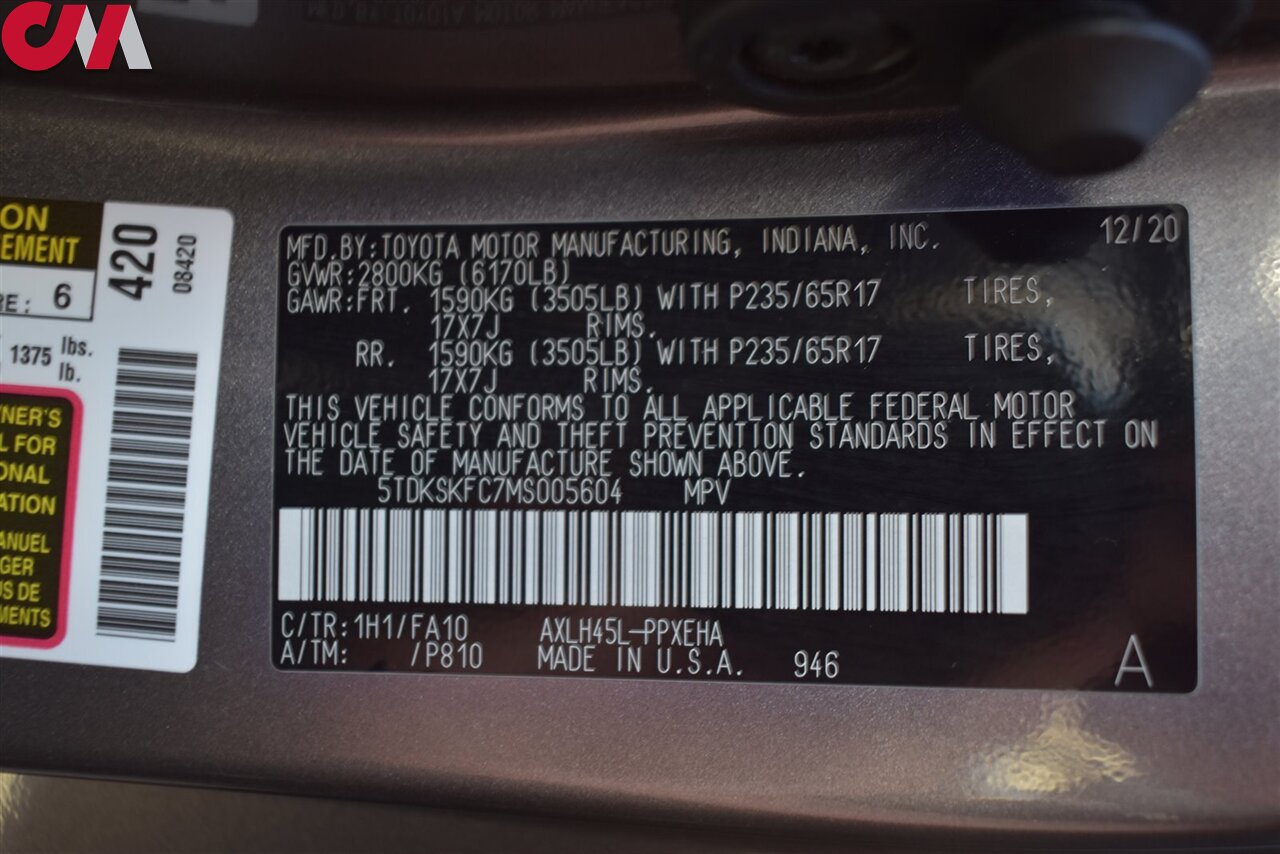 CM
ON
EMENT
RE: 6
1375 lbs.
lb.
NER'S
L FOR
ONAL
ATION
ANUEL
GER
US DE
MENTS
420
08420
MFD.BY:TOYOTA MOTOR MANUFACTURING, INDIANA, INC. 12/20
GVWR:2800KG (6170LB)
GAWR:FRT. 1590KG (3505LB) WITH P235/65R17 TIRES,
17X7J RIMS.
RR. 1590KG (3505LB) WITH P235/65R17 TIRES,
17X7J RIMS.
THIS VEHICLE CONFORMS TO ALL APPLICABLE FEDERAL MOTOR
VEHICLE SAFETY AND THEFT PREVENTION STANDARDS IN EFFECT ON
THE DATE OF MANUFACTURE SHOWN ABOVE.
5TDKSKFC7MS005604 MPV
C/TR:1H1/FA10 AXLH45L-PPXEHA
A/TM: /P810 MADE IN U.S.A. 946 A